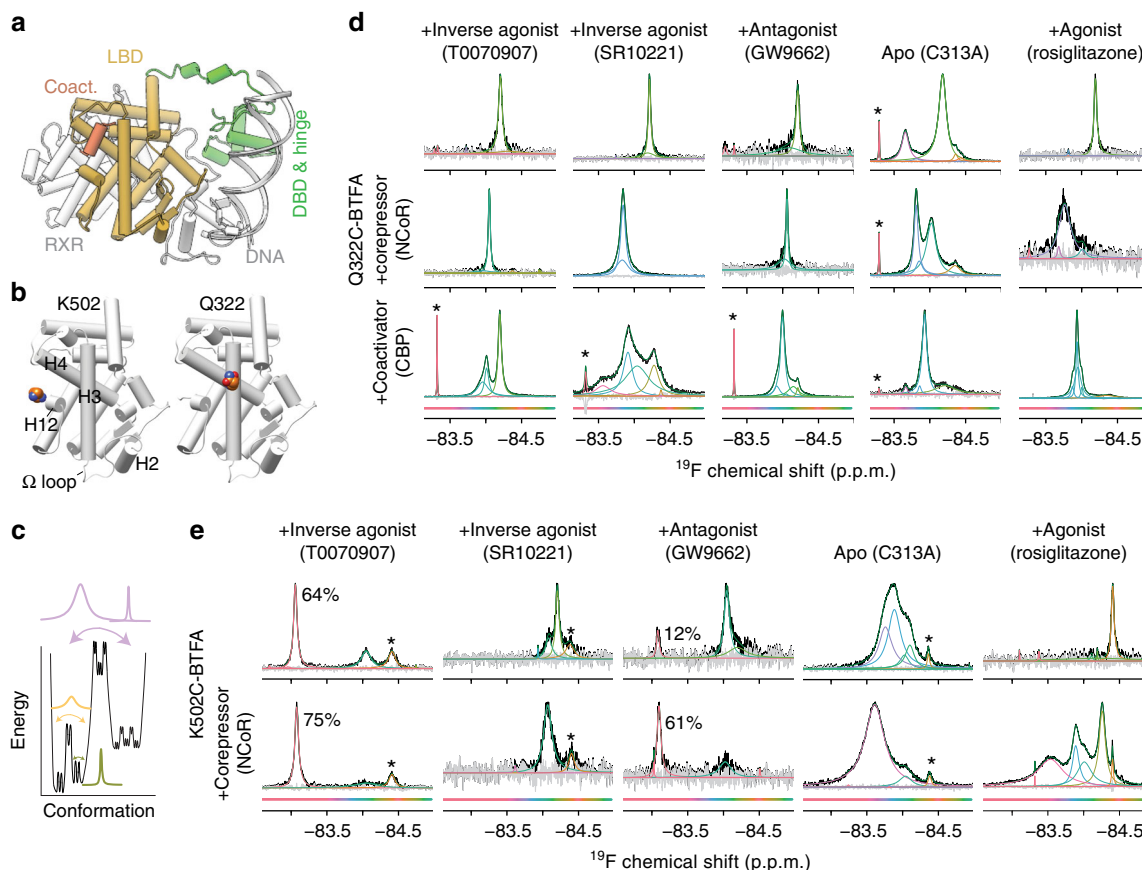 a
LBD
Coact.
DBD & hinge
RXR
DNA
b
K502
Q322
H4
H3
H12
H2
Ω loop
c
Energy
Conformation
d
+Inverse agonist
(T0070907)
+Inverse agonist
(SR10221)
+Antagonist
(GW9662)
Apo (C313A)
+Agonist
(rosiglitazone)
Q322C-BTFA
+corepressor
(NCoR)
+Coactivator
(CBP)
*
*
*
*
*
*
−83.5 −84.5
−83.5 −84.5
−83.5 −84.5
−83.5 −84.5
−83.5 −84.5
19F chemical shift (p.p.m.)
e
+Inverse agonist
(T0070907)
+Inverse agonist
(SR10221)
+Antagonist
(GW9662)
Apo (C313A)
+Agonist
(rosiglitazone)
K502C-BTFA
+Corepressor
(NCoR)
64%
*
*
12%
*
75%
*
*
61%
*
−83.5 −84.5
−83.5 −84.5
−83.5 −84.5
−83.5 −84.5
−83.5 −84.5
19F chemical shift (p.p.m.)